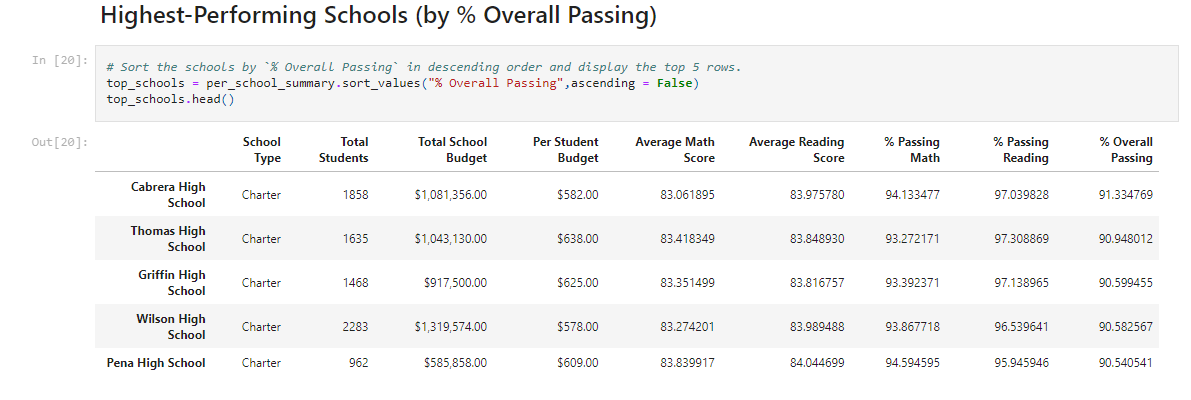 Highest-Performing Schools (by % Overall Passing)
In [20]:
# Sort the schools by `% Overall Passing` in descending order and display the top 5 rows.
top_schools = per_school_summary.sort_values("% Overall Passing",ascending = False)
top_schools.head()
Out[20]:
School Total Total School Per Student Average Math Average Reading % Passing % Passing % Overall
Type Students Budget Budget Score Score Math Reading Passing
Cabrera High
School Charter 1858 $1,081,356.00 $582.00 83.061895 83.975780 94.133477 97.039828 91.334769
Thomas High
School Charter 1635 $1,043,130.00 $638.00 83.418349 83.848930 93.272171 97.308869 90.948012
Griffin High
School Charter 1468 $917,500.00 $625.00 83.351499 83.816757 93.392371 97.138965 90.599455
Wilson High
School Charter 2283 $1,319,574.00 $578.00 83.274201 83.989488 93.867718 96.539641 90.582567
Pena High School Charter 962 $585,858.00 $609.00 83.839917 84.044699 94.594595 95.945946 90.540541